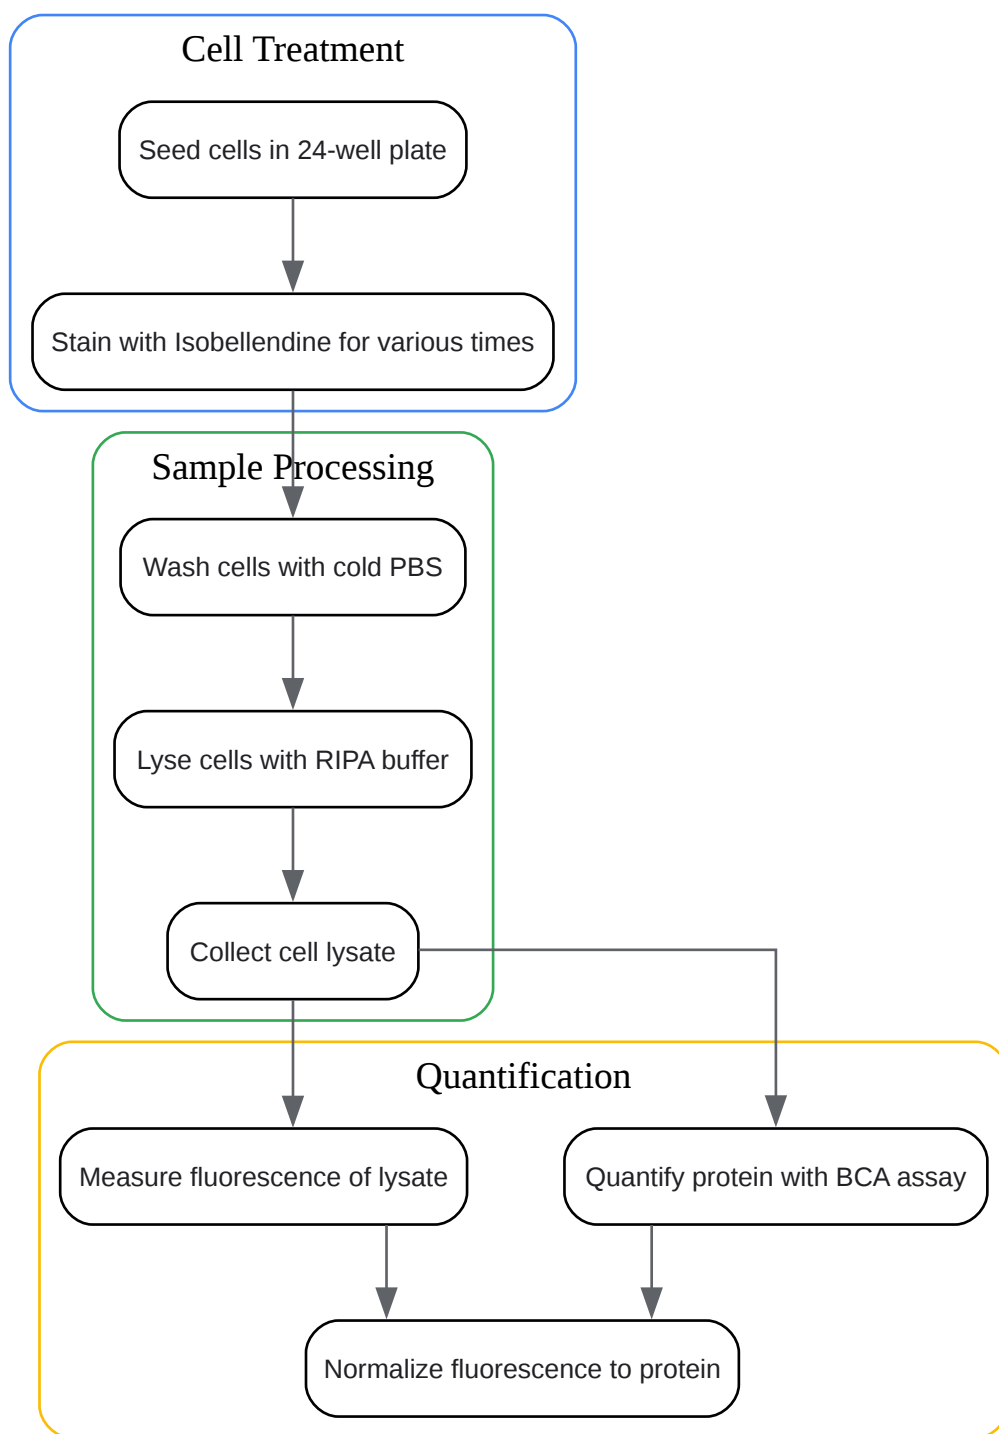 Cell Treatment
Seed cells in 24-well plate
Stain with Isobellendine for various times
Sample Processing
Wash cells with cold PBS
Lyse cells with RIPA buffer
Collect cell lysate
Quantification
Measure fluorescence of lysate
Quantify protein with BCA assay
Normalize fluorescence to protein